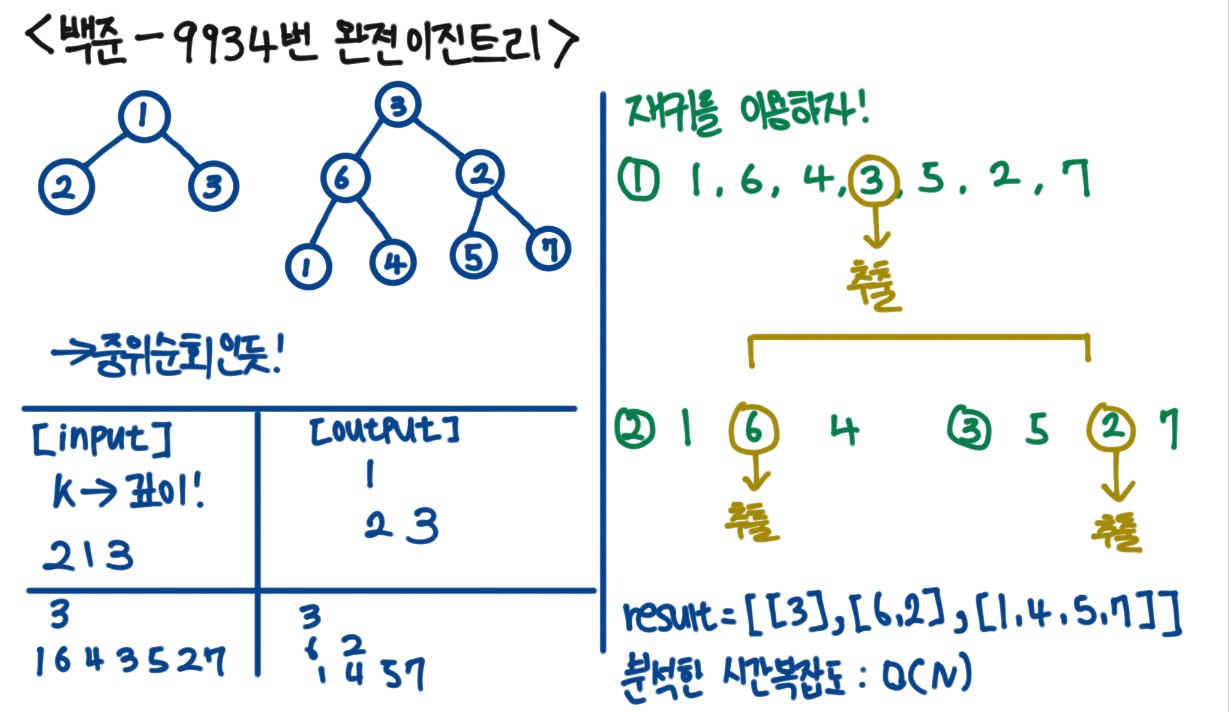 <백준 - 9934번 완전이진트리>
1
2 3
3
6 2
1 4 5 7
→중위순회인듯!
[input]
K→깊이!
2 1 3
3
1 6 4 3 5 2 7
[output]
1
2 3
3
6 2
1 4 5 7
재귀를 이용하자!
① 1, 6, 4, 3, 5, 2, 7
추출
② 1 6 4 ③ 5 2 7
추출 추출
result=[[3],[6,2],[1,4,5,7]]
분석한 시간복잡도 : O(N)